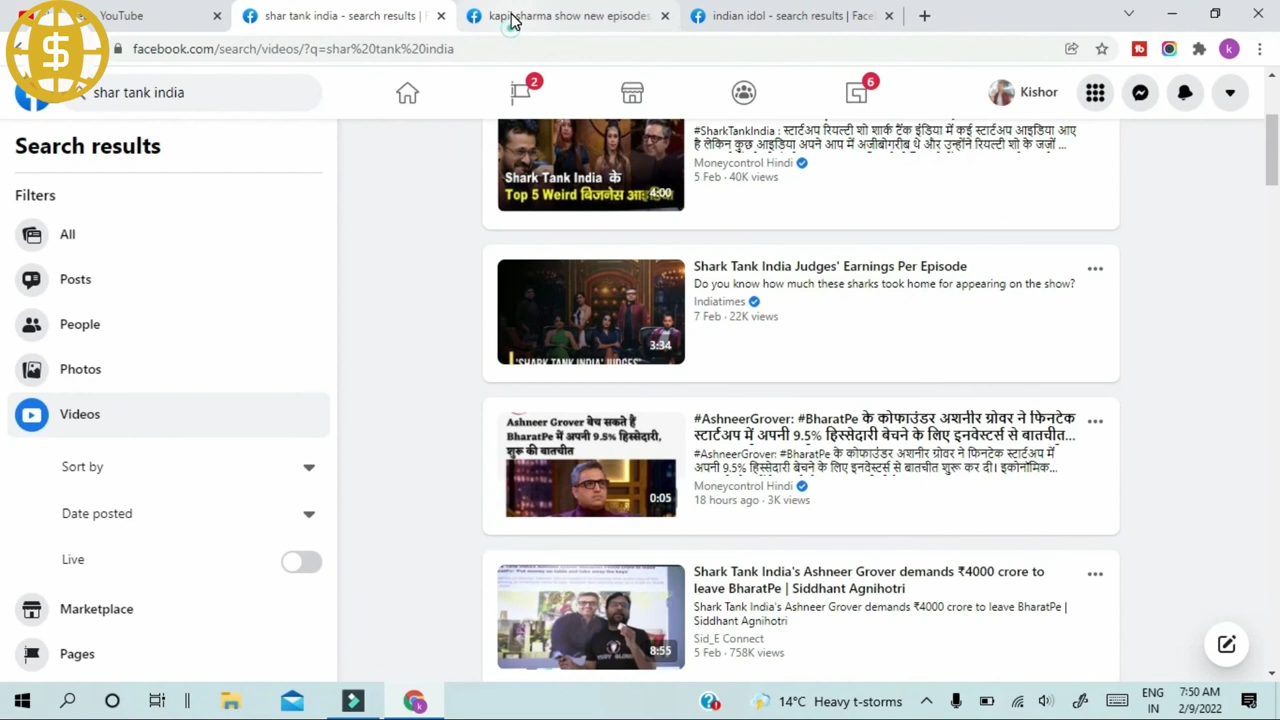 YouTube
shar tank india - search results | F
sharma show new episodes
indian idol - search results | Face
facebook.com/search/videos/?q=shar%20tank%20india
$
shar tank india
2
6
Kishor
Search results
Filters
All
Posts
People
Photos
Videos
Sort by
Date posted
Live
Marketplace
Pages
Shark Tank India के
Top 5 Weird बिजनेस
4:00
#SharkTankIndia : स्टार्टअप रियल्टी शो शार्क टैंक इंडिया में कई स्टार्टअप आइडिया आए
है लेकिन कुछ आइडिया अपने आप में अजीबोगरीब थे और उन्होंने रियल्टी शो के जजों ...
Moneycontrol Hindi
5 Feb · 40K views
'SHARK TANK INDIA' JUDGES'
3:34
Shark Tank India Judges' Earnings Per Episode
Do you know how much these sharks took home for appearing on the show?
Indiatimes
7 Feb · 22K views
Ashneer Grover बेच सकते हैं
BharatPe में अपनी 9.5% हिस्सेदारी,
शुरू की बातचीत
0:05
#AshneerGrover: #BharatPe के कोफाउंडर अशनीर ग्रोवर ने फिनटेक
स्टार्टअप में अपनी 9.5% हिस्सेदारी बेचने के लिए इनवेस्टर्स से बातचीत...
#AshneerGrover: #BharatPe के कोफाउंडर अशनीर ग्रोवर ने फिनटेक स्टार्टअप में
अपनी 9.5% हिस्सेदारी बेचने के लिए इनवेस्टर्स से बातचीत शुरू कर दी। इकोनॉमिक...
Moneycontrol Hindi
18 hours ago · 3K views
8:55
Shark Tank India's Ashneer Grover demands ₹4000 crore to
leave BharatPe | Siddhant Agnihotri
Shark Tank India's Ashneer Grover demands ₹4000 crore to leave BharatPe |
Siddhant Agnihotri
Sid_E Connect
5 Feb · 758K views
14°C Heavy t-storms
ENG
IN
7:50 AM
2/9/2022